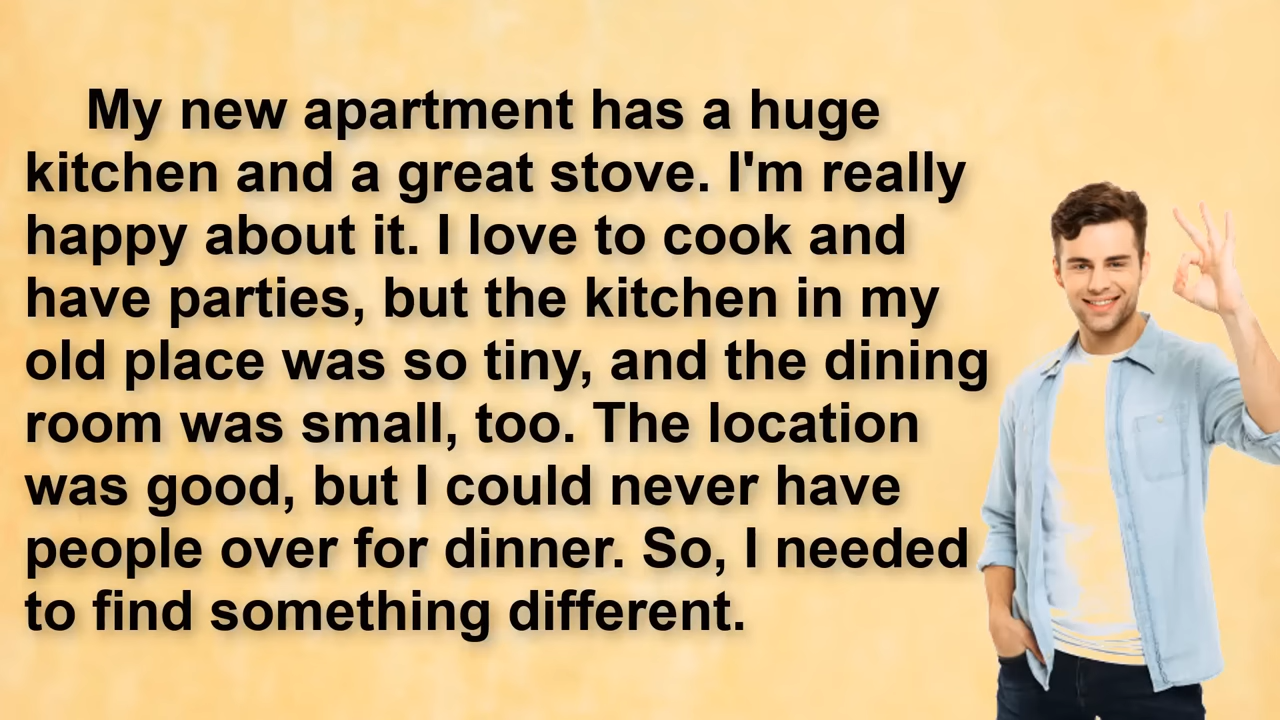 My new apartment has a huge
kitchen and a great stove. I'm really
happy about it. I love to cook and
have parties, but the kitchen in my
old place was so tiny, and the dining
room was small, too. The location
was good, but I could never have
people over for dinner. So, I needed
to find something different.